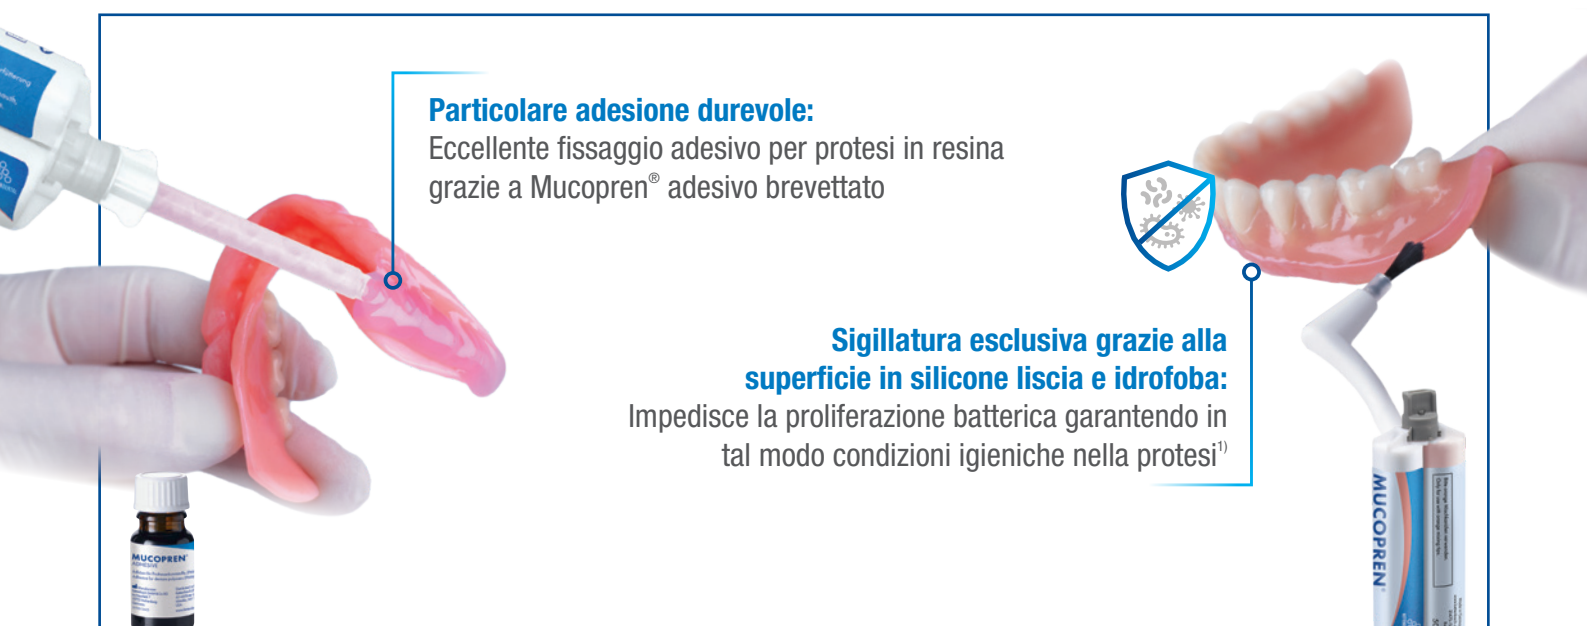 Particolare adesione durevole:
Eccellente fissaggio adesivo per protesi in resina
grazie a Mucopren® adesivo brevettato
Sigillatura esclusiva grazie alla
superficie in silicone liscia e idrofoba:
Impedisce la proliferazione batterica garantendo in
tal modo condizioni igieniche nella protesi1)
MUCOPREN®
ADHESIVE
MUCOPREN